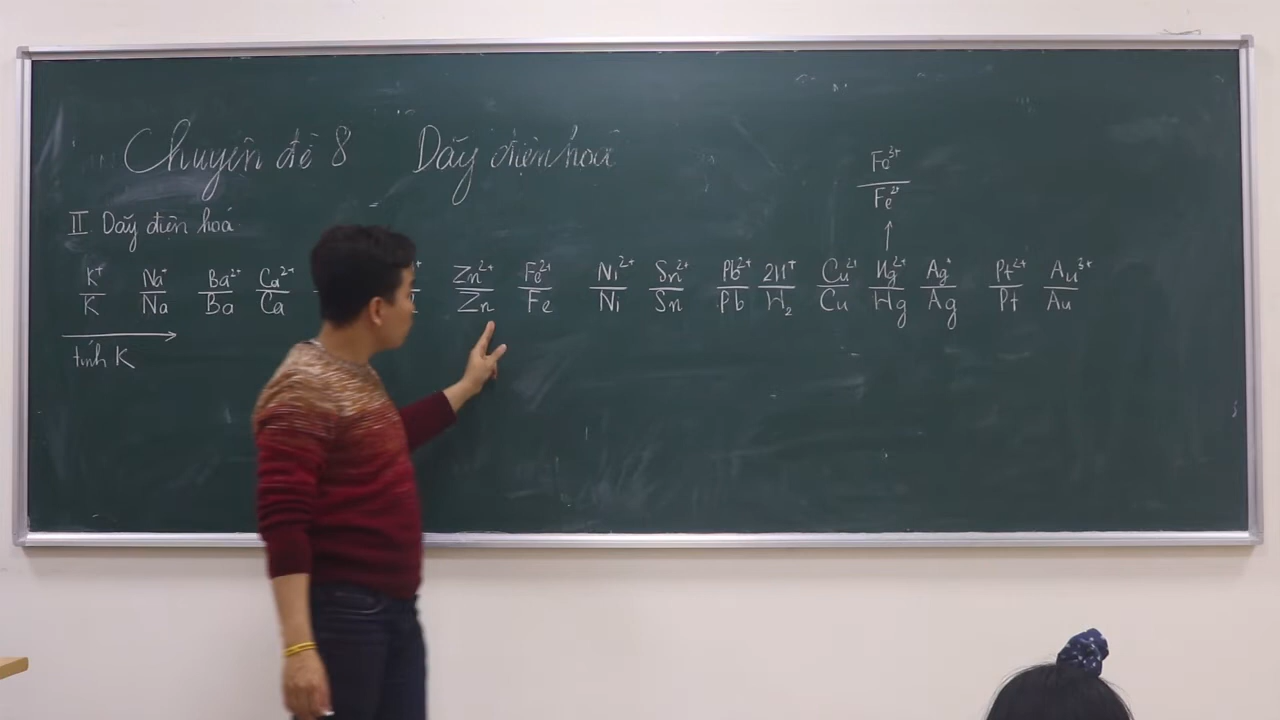 Chuyên đề 8 Dãy điện hoá
II Dãy điện hoá
Fe³⁺
Fe²⁺
↑
K⁺ Na⁺ Ba²⁺ Ca²⁺ Zn²⁺ Fe²⁺ Ni²⁺ Sn²⁺ Pb²⁺ 2H⁺ Cu²⁺ Hg²⁺ Ag⁺ Pt²⁺ Au³⁺
K Na Ba Ca Zn Fe Ni Sn Pb H₂ Cu Hg Ag Pt Au
→
tính K